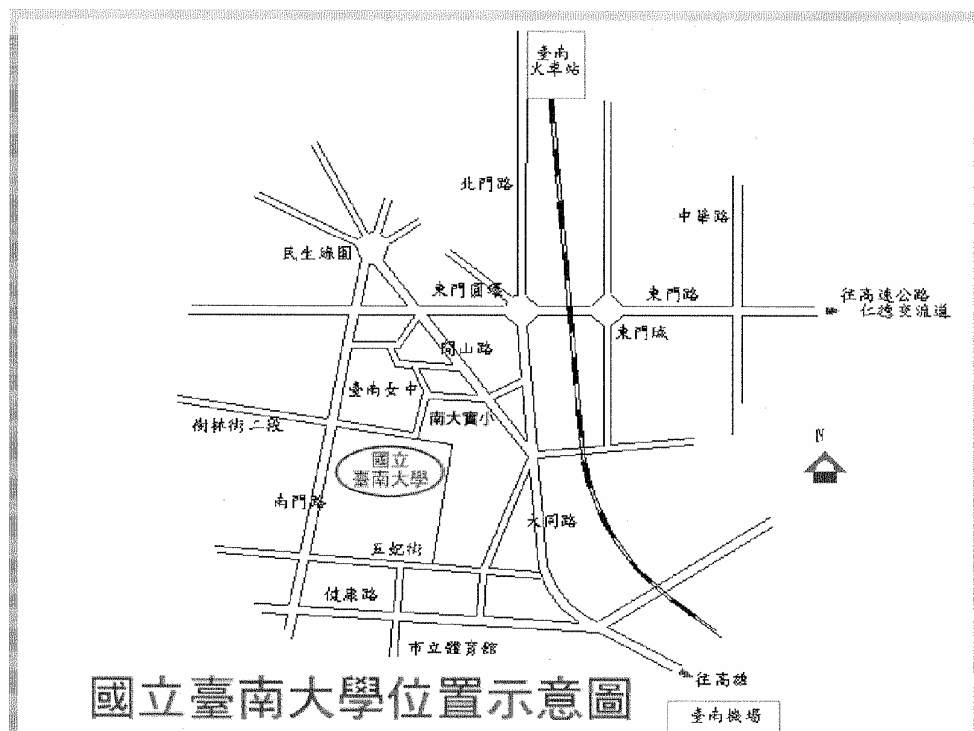 臺南
火車站
北門路
中華路
民生綠園
東門圓環
東門路
往高速公路
仁德交流道
東門城
開山路
臺南女中
南大實小
樹林街二段
N
國立
臺南大學
南門路
大同路
五妃街
健康路
市立體育館
往高雄
國立臺南大學位置示意圖
臺南機場